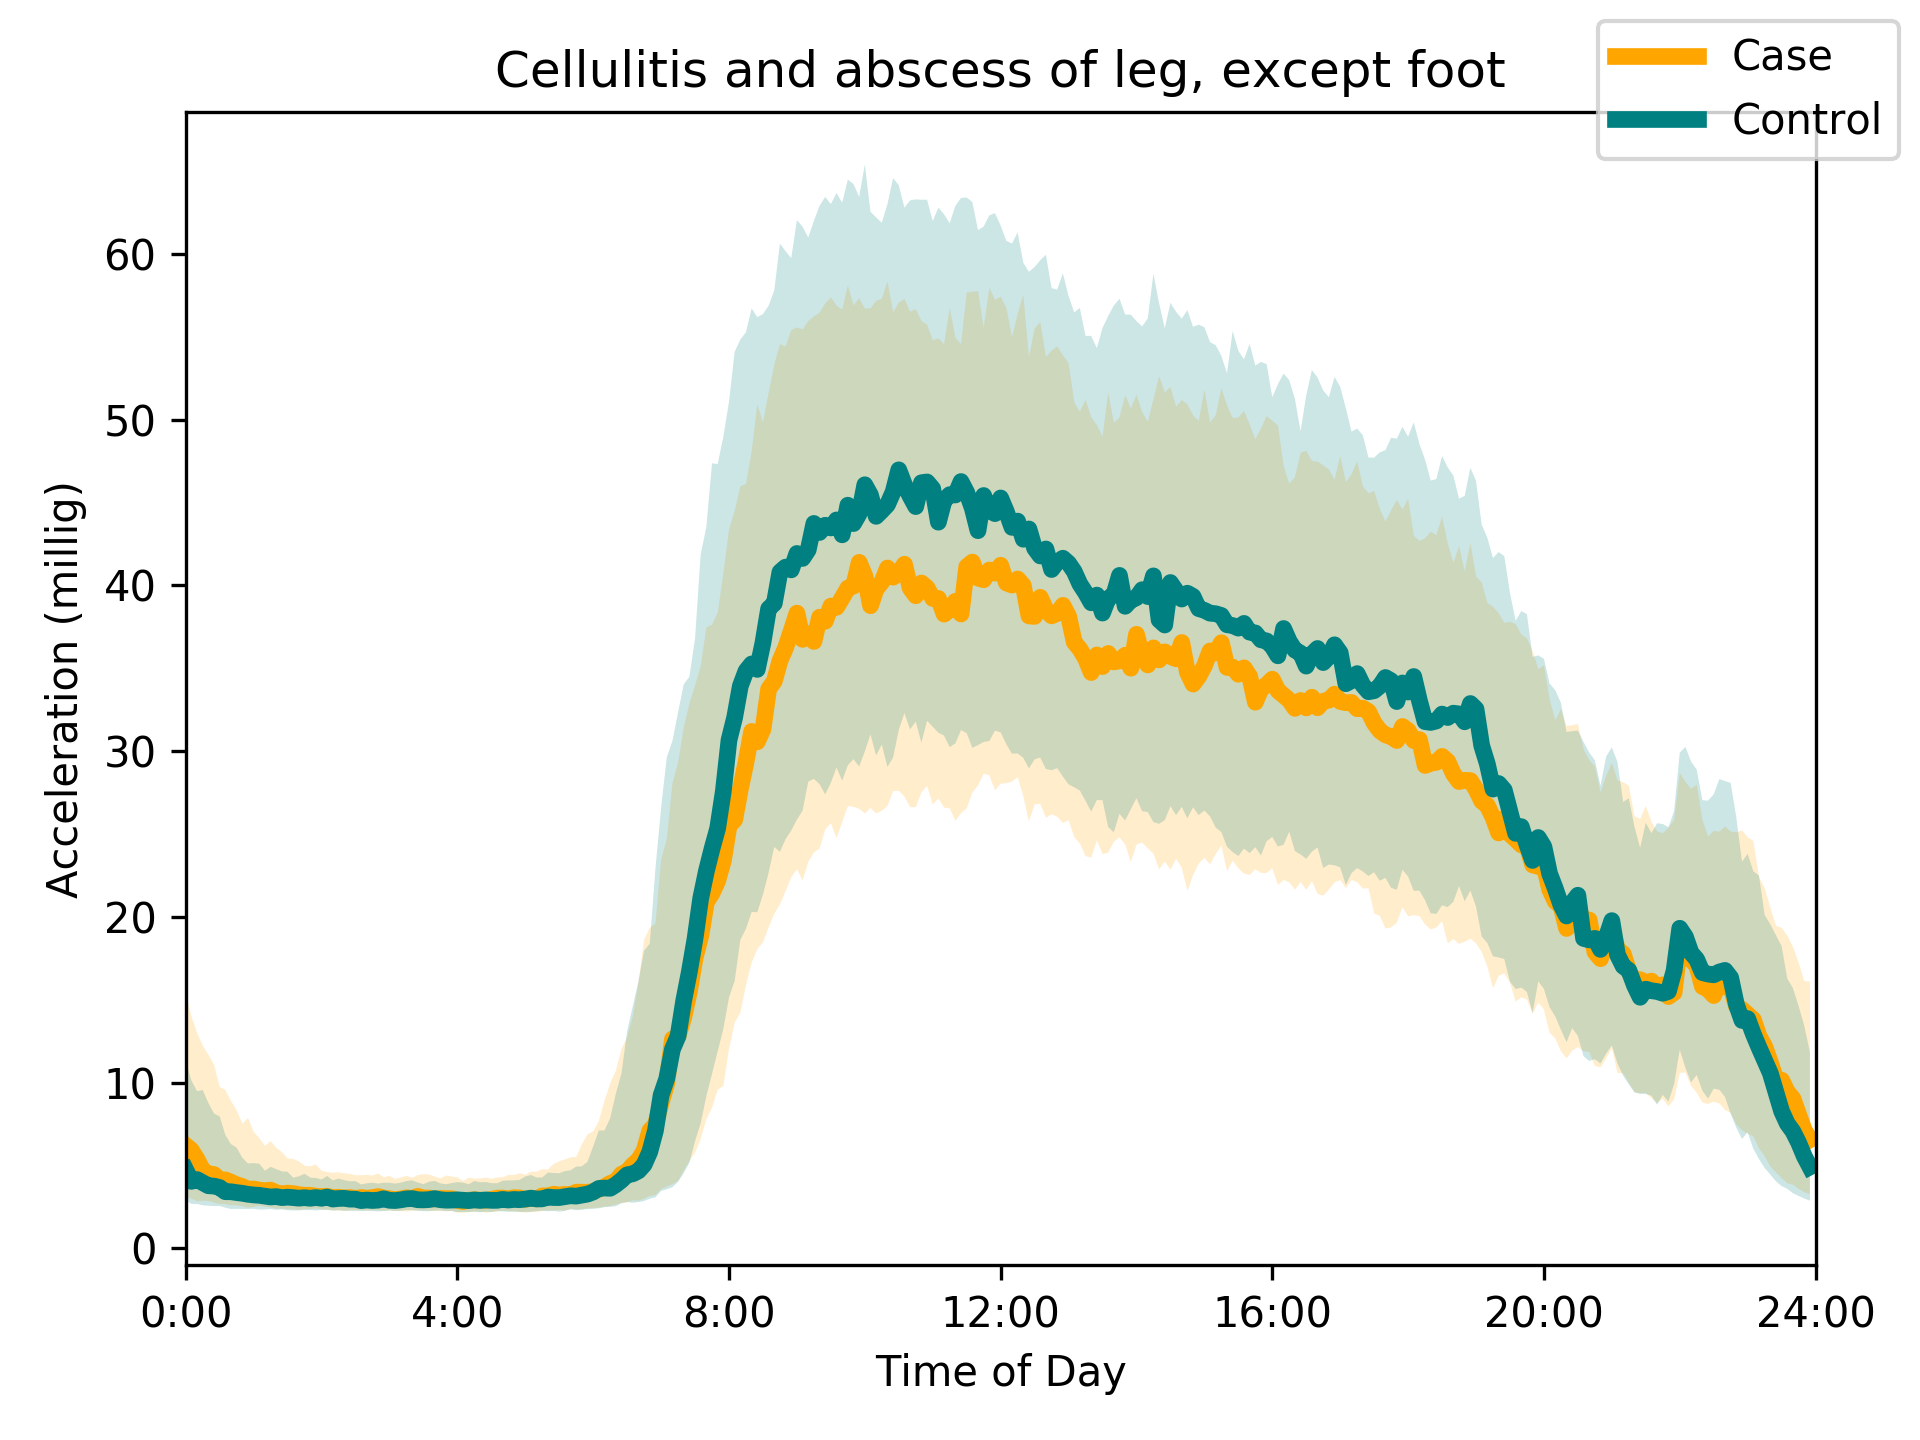 Cellulitis and abscess of leg, except foot
Case
Control
Acceleration (millig)
60
50
40
30
20
10
0
0:00 4:00 8:00 12:00 16:00 20:00 24:00
Time of Day